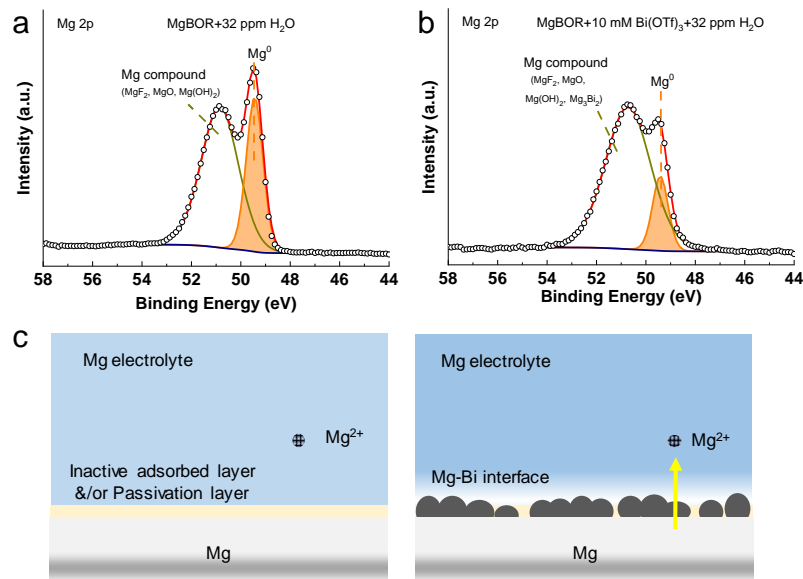 a
Mg 2p
MgBOR+32 ppm H₂O
Mg⁰
Mg compound
(MgF₂, MgO, Mg(OH)₂)
Intensity (a.u.)
58 56 54 52 50 48 46 44
Binding Energy (eV)
b
Mg 2p
MgBOR+10 mM Bi(OTf)₃+32 ppm H₂O
Mg compound
(MgF₂, MgO,
Mg(OH)₂, Mg₃Bi₂)
Mg⁰
Intensity (a.u.)
58 56 54 52 50 48 46 44
Binding Energy (eV)
c
Mg electrolyte
Mg²⁺
Inactive adsorbed layer
&/or Passivation layer
Mg
Mg electrolyte
Mg²⁺
Mg-Bi interface
Mg